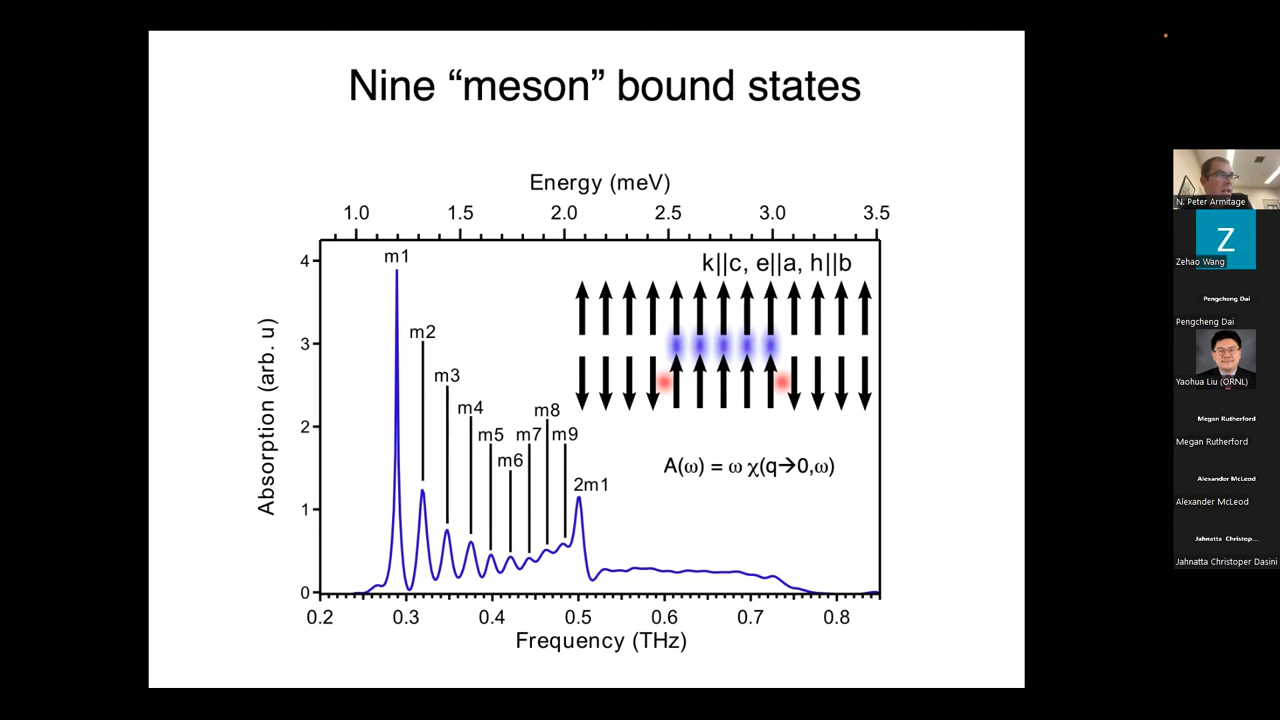 Nine “meson” bound states
Energy (meV)
1.0 1.5 2.0 2.5 3.0 3.5
k||c, e||a, h||b
m1
m2
m3
m4
m5
m6
m7
m8
m9
2m1
A(ω) = ω χ(q→0,ω)
Absorption (arb. u)
4
3
2
1
0
0.2 0.3 0.4 0.5 0.6 0.7 0.8
Frequency (THz)
N. Peter Armitage
Z
Zehao Wang
Pengcheng Dai
Pengcheng Dai
Yaohua Liu (ORNL)
Megan Rutherford
Megan Rutherford
Alexander McLeod
Alexander McLeod
Jahnatta Christop...
Jahnatta Christoper Dasini